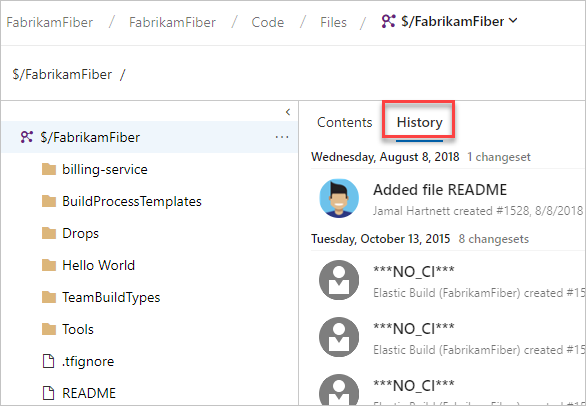 FabrikamFiber / FabrikamFiber / Code / Files / $/FabrikamFiber
$/FabrikamFiber /
$/FabrikamFiber ...
billing-service
BuildProcessTemplates
Drops
Hello World
TeamBuildTypes
Tools
.tfignore
README
Contents History
Wednesday, August 8, 2018 1 changeset
Added file README
Jamal Hartnett created #1528, 8/8/2018
Tuesday, October 13, 2015 8 changesets
***NO_CI***
Elastic Build (FabrikamFiber) created #15
***NO_CI***
Elastic Build (FabrikamFiber) created #15
***NO_CI***
Elastic Build (FabrikamFiber) created #15